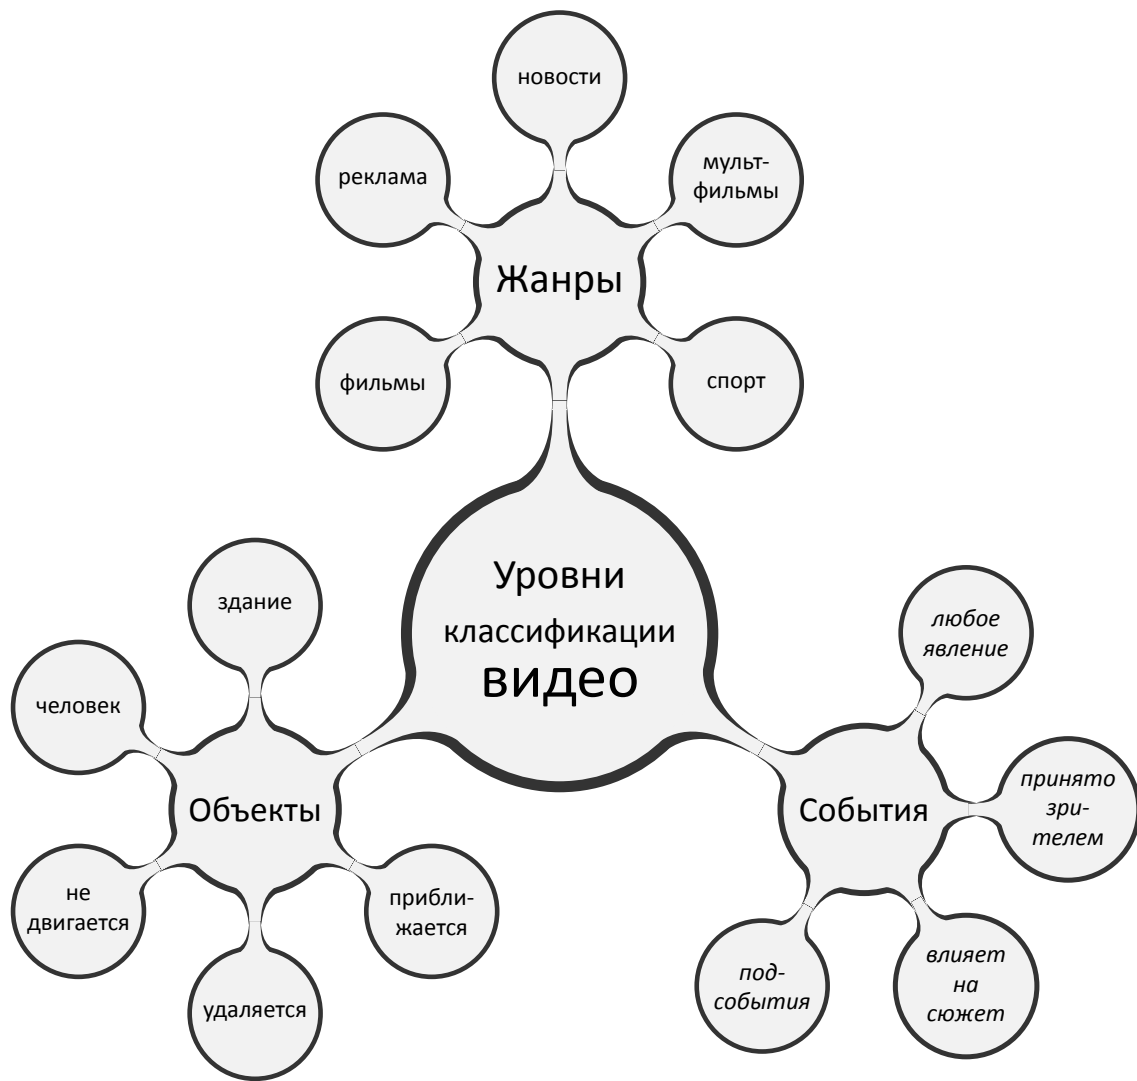 новости
реклама
мульт-
фильмы
Жанры
фильмы
спорт
Уровни
классификации
видео
здание
человек
Объекты
не
двигается
прибли-
жается
удаляется
любое
явление
События
принято
зри-
телем
под-
события
влияет
на
сюжет